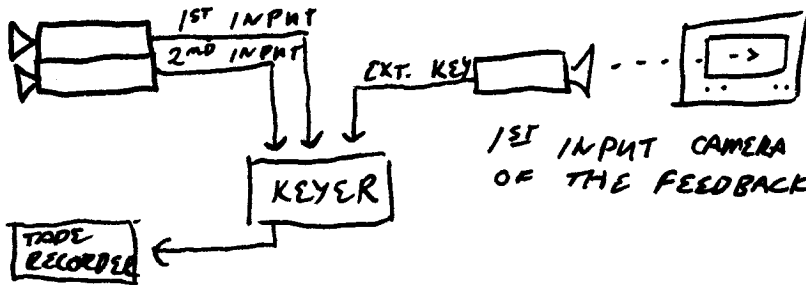 1ST INPUT
2ND INPUT
EXT. KEY
1ST INPUT CAMERA
OF THE FEEDBACK
KEYER
TAPE
RECORDER